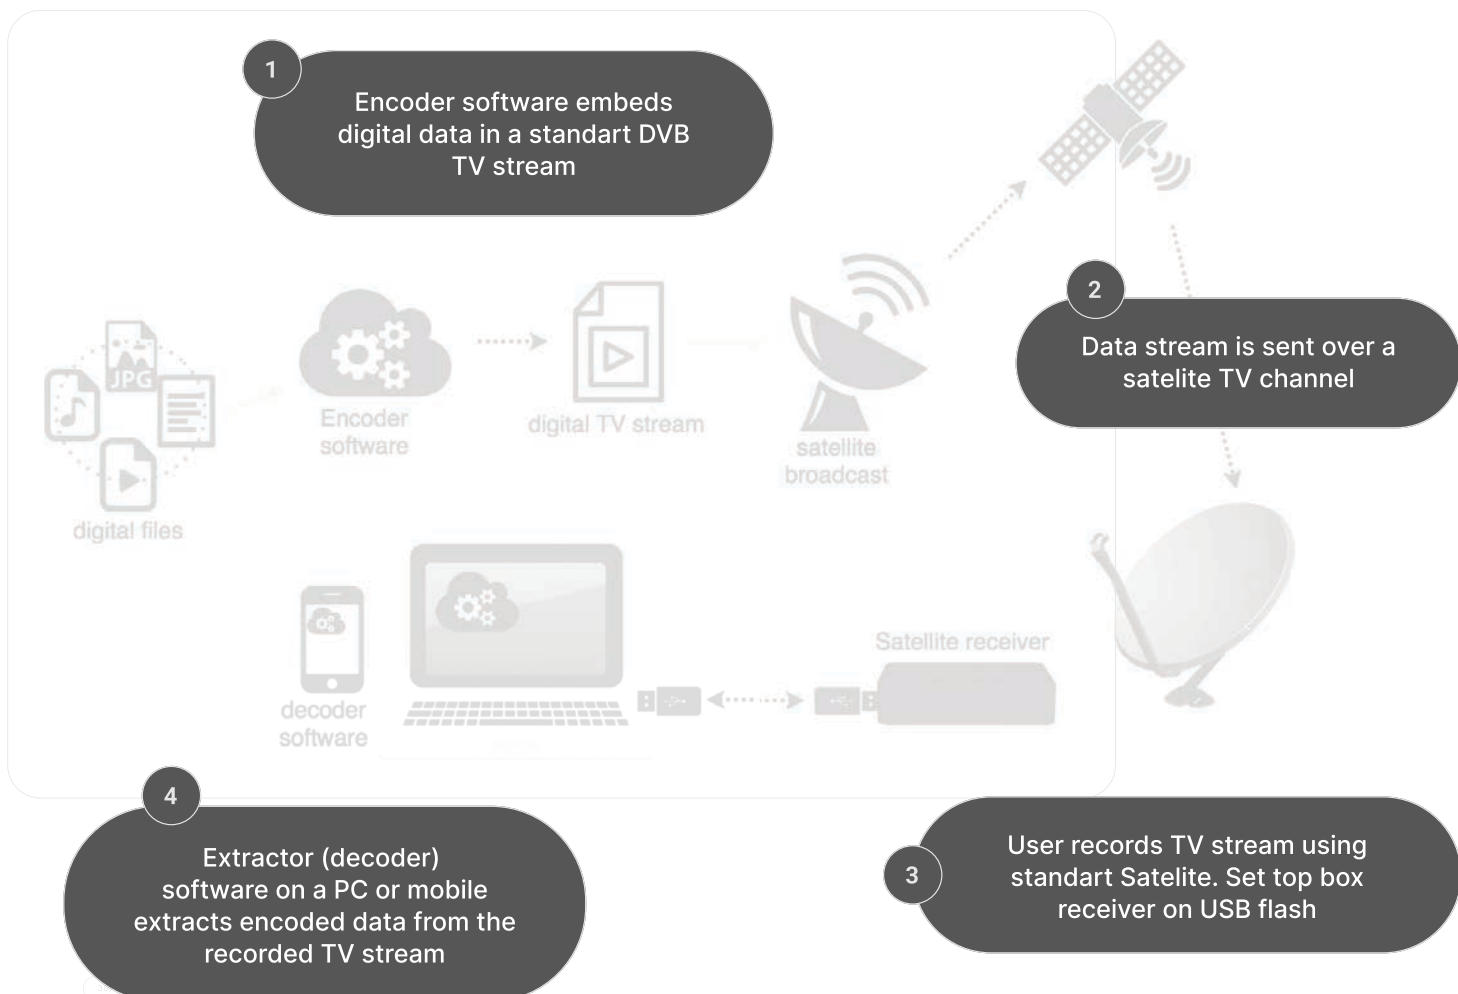 1
Encoder software embeds
digital data in a standart DVB
TV stream
2
Data stream is sent over a
satelite TV channel
JPG
digital files
Encoder
software
digital TV stream
satellite
broadcast
decoder
software
Satellite receiver
3
User records TV stream using
standart Satelite. Set top box
receiver on USB flash
4
Extractor (decoder)
software on a PC or mobile
extracts encoded data from the
recorded TV stream